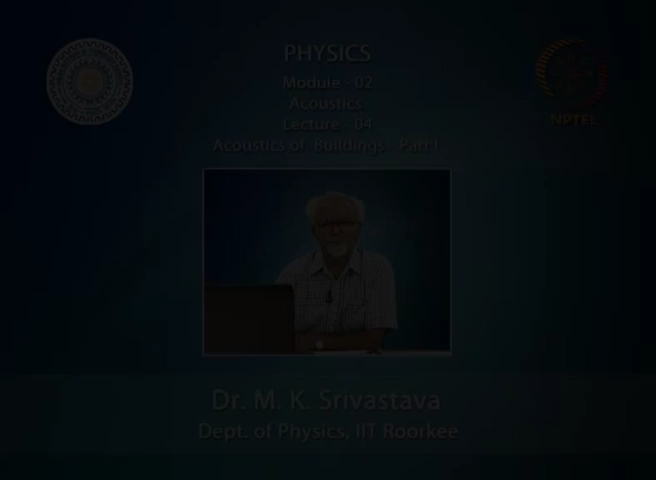 PHYSICS
Module - 02
Acoustics
Lecture - 04
Acoustics of Buildings - Part I
NPTEL
Dr. M. K. Srivastava
Dept. of Physics, IIT Roorkee